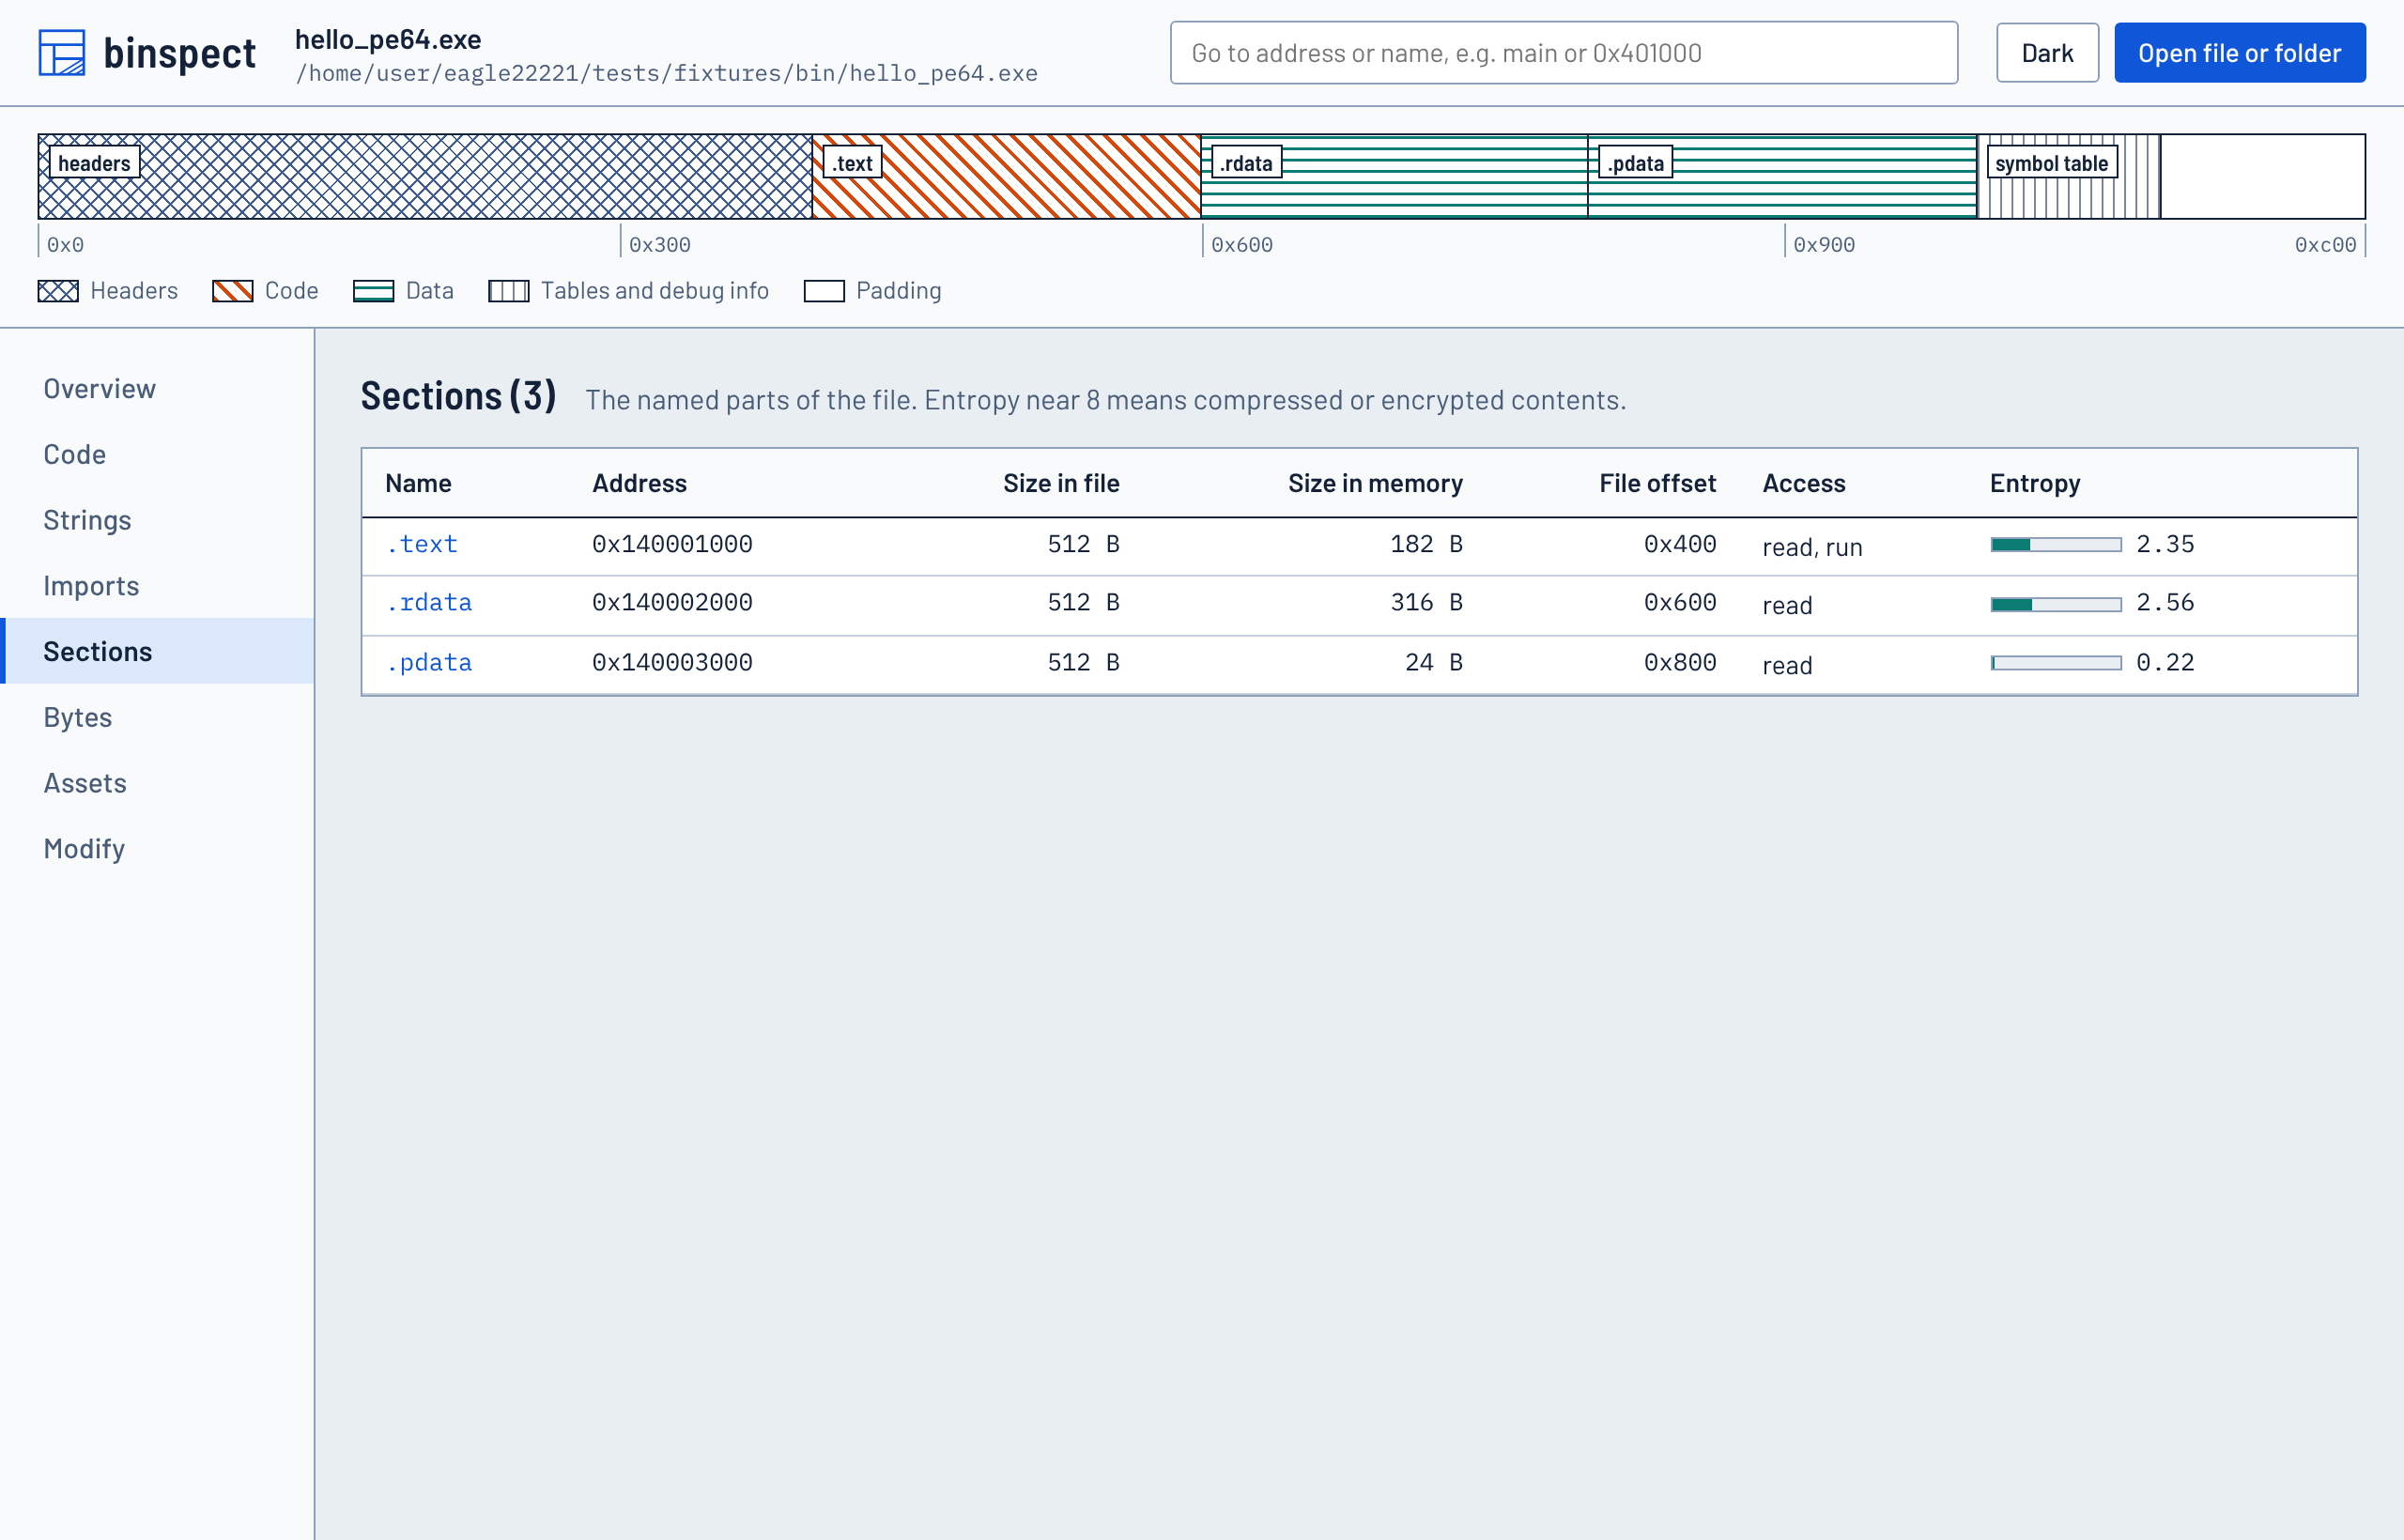 binspect
hello_pe64.exe
/home/user/eagle22221/tests/fixtures/bin/hello_pe64.exe
Go to address or name, e.g. main or 0x401000
Dark
Open file or folder
headers
.text
.rdata
.pdata
symbol table
0x0
0x300
0x600
0x900
0xc00
Headers
Code
Data
Tables and debug info
Padding
Overview
Code
Strings
Imports
Sections
Bytes
Assets
Modify
Sections (3)
The named parts of the file. Entropy near 8 means compressed or encrypted contents.
Name Address Size in file Size in memory File offset Access Entropy
.text 0x140001000 512 B 182 B 0x400 read, run 2.35
.rdata 0x140002000 512 B 316 B 0x600 read 2.56
.pdata 0x140003000 512 B 24 B 0x800 read 0.22